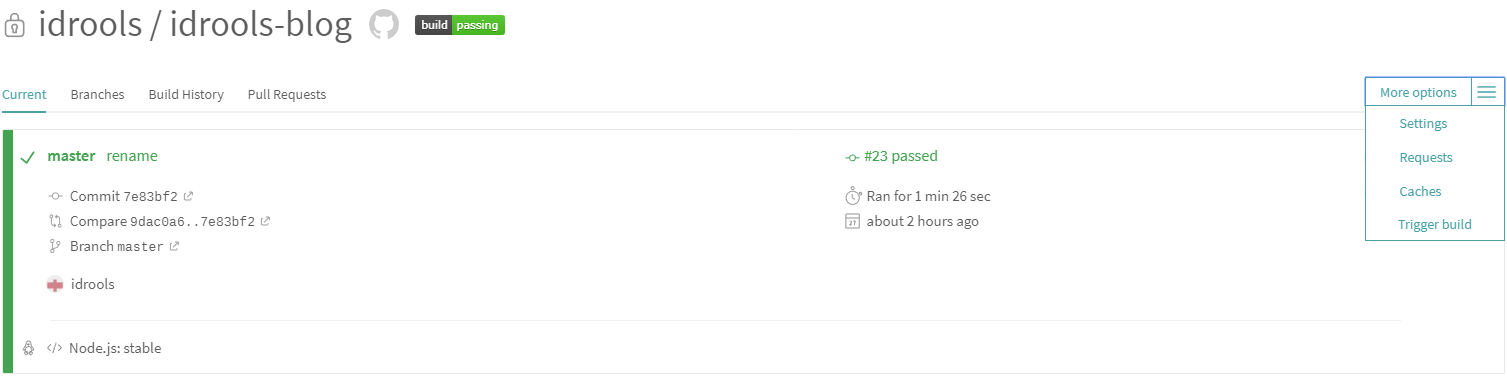 idrools / idrools-blog build passing
Current Branches Build History Pull Requests More options
Settings
Requests
Caches
Trigger build
master rename
Commit 7e83bf2
Compare 9dac0a6..7e83bf2
Branch master
idrools
#23 passed
Ran for 1 min 26 sec
27 about 2 hours ago
</> Node.js: stable